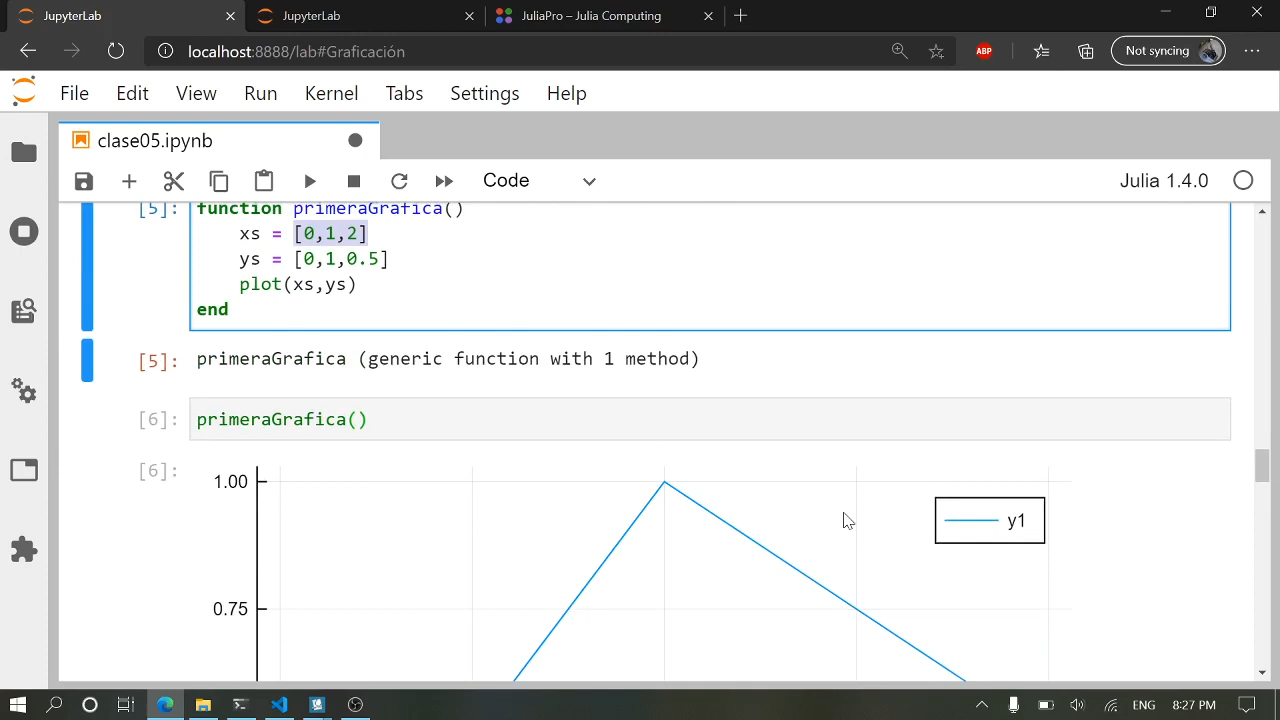 JupyterLab
JupyterLab
JuliaPro – Julia Computing
localhost:8888/lab#Graficación
ABP
Not syncing
File Edit View Run Kernel Tabs Settings Help
clase05.ipynb
Code
Julia 1.4.0
[5]: function primeraGrafica()
xs = [0,1,2]
ys = [0,1,0.5]
plot(xs,ys)
end
[5]: primeraGrafica (generic function with 1 method)
[6]: primeraGrafica()
[6]:
1.00
y1
0.75
ENG 8:27 PM